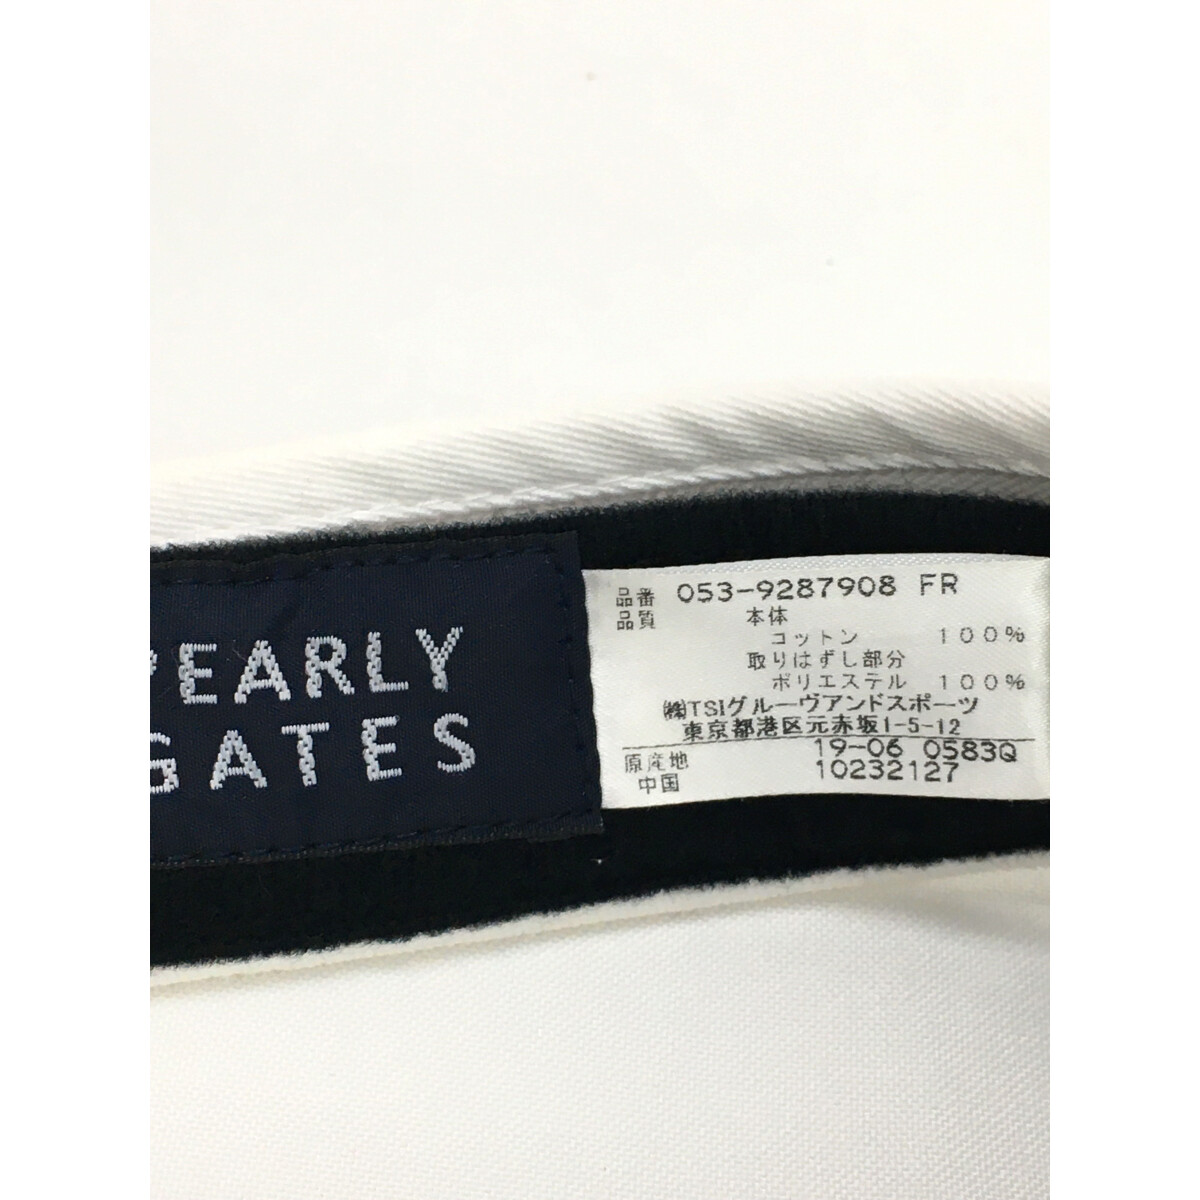 PEARLY
GATES
品番 053-9287908 FR
品質 本体
コットン 100%
取りはずし部分
ポリエステル 100%
㈱TSIグルーヴアンドスポーツ
東京都港区元赤坂1-5-12
原産地 19-06 0583Q
中国 10232127